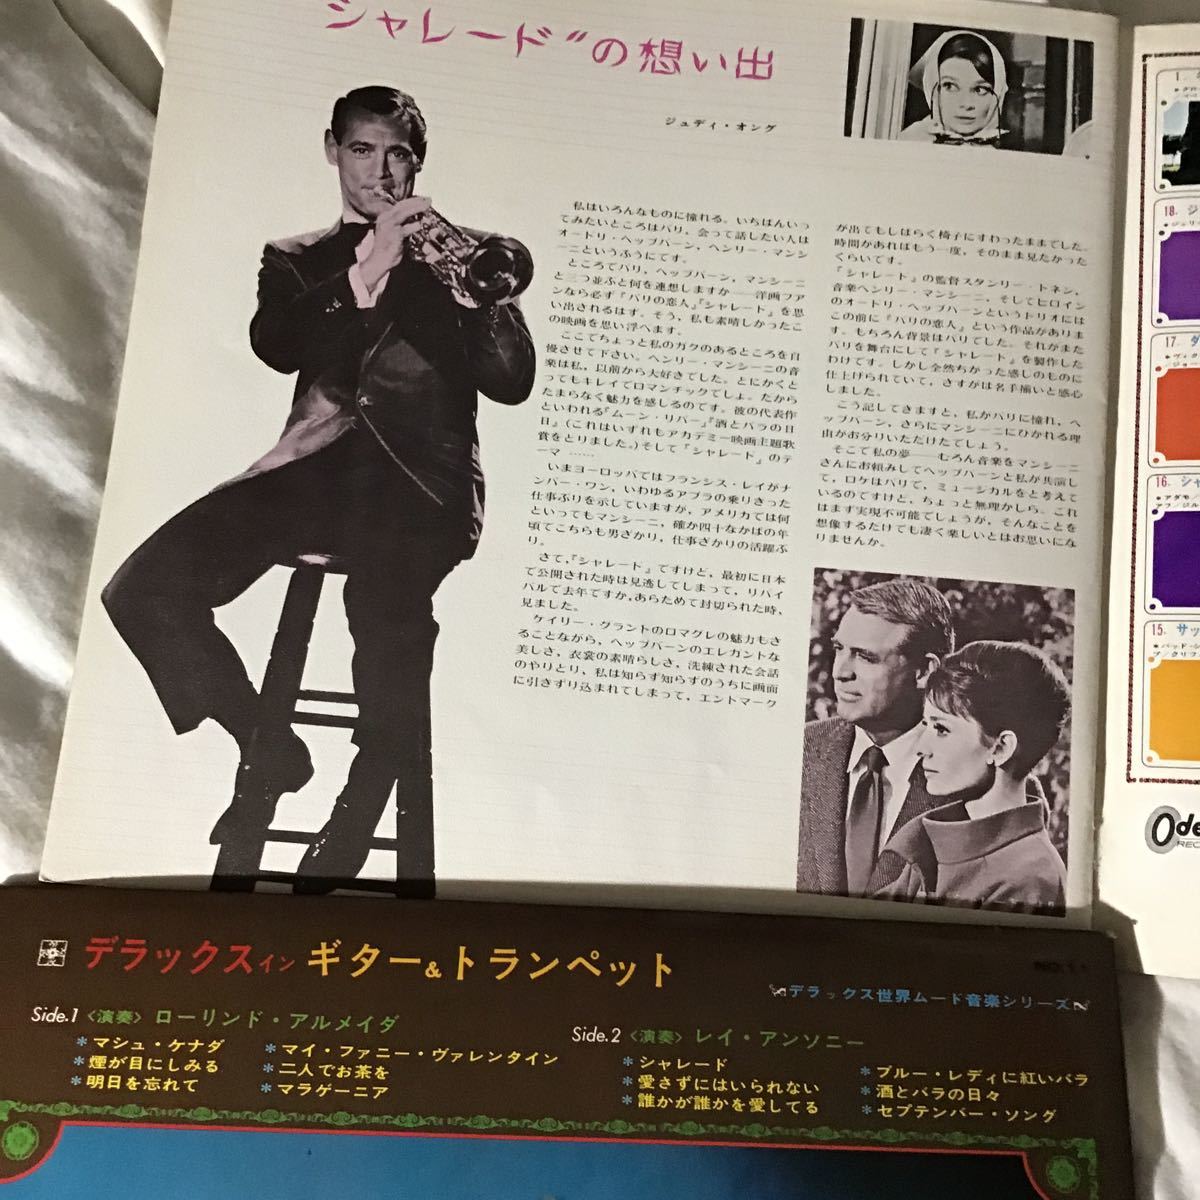 シャレード〟の想い出
ジュディ・オング
私はいろんなものに憧れる。いちばんいっ
てみたいところはパリ，会って話したい人は
オードリ・ヘップバーン，ヘンリー・マンシ
ーニというふうにです。
ところでパリ，ヘップバーン，マンシーニ
と三つ並ぶと何を連想しますか——洋画ファ
ンなら必ず『パリの恋人』『シャレード』を思
い出されるはず。そう，私も素晴しかったこ
の映画を思い浮べます。
ここでちょっと私のガクのあるところを自
慢させて下さい。ヘンリー・マンシーニの音
楽は私，以前から大好きでした。とにかくと
ってもキレイでロマンチックでしょ。だから
たまらなく魅力を感じるのです。彼の代表作
といわれる『ムーン・リバー』『酒とバラの日
日』（これはいずれもアカデミー映画主題歌
賞をとりました。）そして『シャレード』のテ
ーマ……
いまヨーロッパではフランシス・レイがナ
ンバー・ワン，いわゆるアブラの乗りきった
仕事ぶりを示していますが，アメリカでは何
といってもマンシーニ，確か四十なかばの年
頃でこちらも男ざかり，仕事ざかりの活躍ぶ
り。
さて，『シャレード』ですけど，最初に日本
で公開された時は見逃してしまって，リバイ
バルで去年ですか，あらためて封切られた時，
見ました。
ケイリー・グラントのロマグレの魅力もさ
ることながら，ヘップバーンのエレガントな
美しさ，衣裳の素晴らしさ，洗練された会話
のやりとり，私は知らず知らずのうちに画面
に引きずり込まれてしまって，エントマーク
が出てもしばらく椅子にすわったままでした。
時間があればもう一度，そのまま見たかった
くらいです。
『シャレード』の監督スタンリー・トネン，
音楽ヘンリー・マンシーニ，そしてヒロイン
のオードリ・ヘップバーンというトリオには
この前に『パリの恋人』という作品がありま
す。もちろん背景はパリでした。それがまた
パリを舞台にして『シャレード』を製作した
わけです。しかし全然ちがった感じのものに
仕上げられていて，さすがは名手揃いと感心
しました。
こう記してきますと，私がパリに憧れ，ヘ
ップバーン，さらにマンシーニにひかれる理
由がお分りいただけたでしょう。
そこで私の夢——むろん音楽をマンシーニ
さんにお頼みしてヘップバーンと私が共演し
て，ロケはパリで，ミュージカルをと考えて
いるのですけど，ちょっと無理かしら。これ
はまず実現不可能でしょうが，そんなことを
想像するだけでも凄く楽しいとはお思いにな
りませんか。
18. ジ
17. ダ
16. シャ
アダモ／
アフ／ジル
15. サッ
Ode
REC
デラックスイン ギター&トランペット
デラックス世界ムード音楽シリーズ
Side.1 〈演奏〉 ローリンド・アルメイダ
*マシュ・ケナダ
*煙が目にしみる
*明日を忘れて
*マイ・ファニー・ヴァレンタイン
*二人でお茶を
*マラゲーニア
Side.2 〈演奏〉 レイ・アンソニー
*シャレード
*愛さずにはいられない
*誰かが誰かを愛してる
*ブルー・レディに紅いバラ
*酒とバラの日々
*セプテンバー・ソング